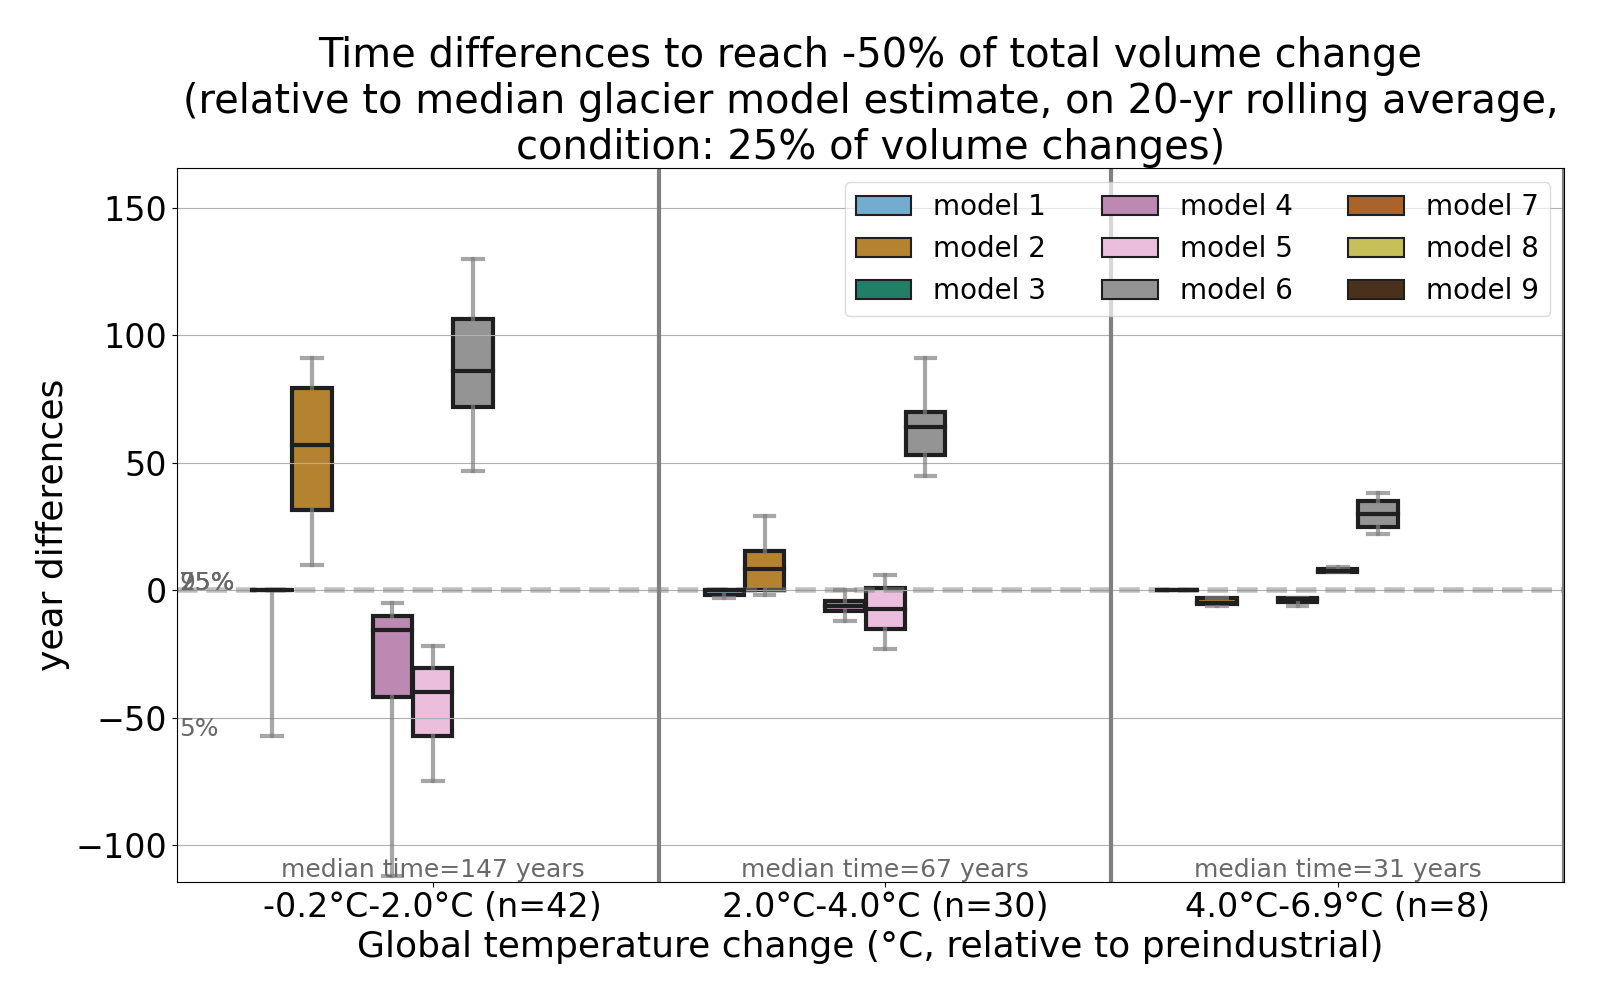 Time differences to reach -50% of total volume change
(relative to median glacier model estimate, on 20-yr rolling average,
condition: 25% of volume changes)
model 1
model 2
model 3
model 4
model 5
model 6
model 7
model 8
model 9
year differences
150
100
50
0
−50
−100
5%
median time=147 years
median time=67 years
median time=31 years
-0.2°C-2.0°C (n=42)
2.0°C-4.0°C (n=30)
4.0°C-6.9°C (n=8)
Global temperature change (°C, relative to preindustrial)